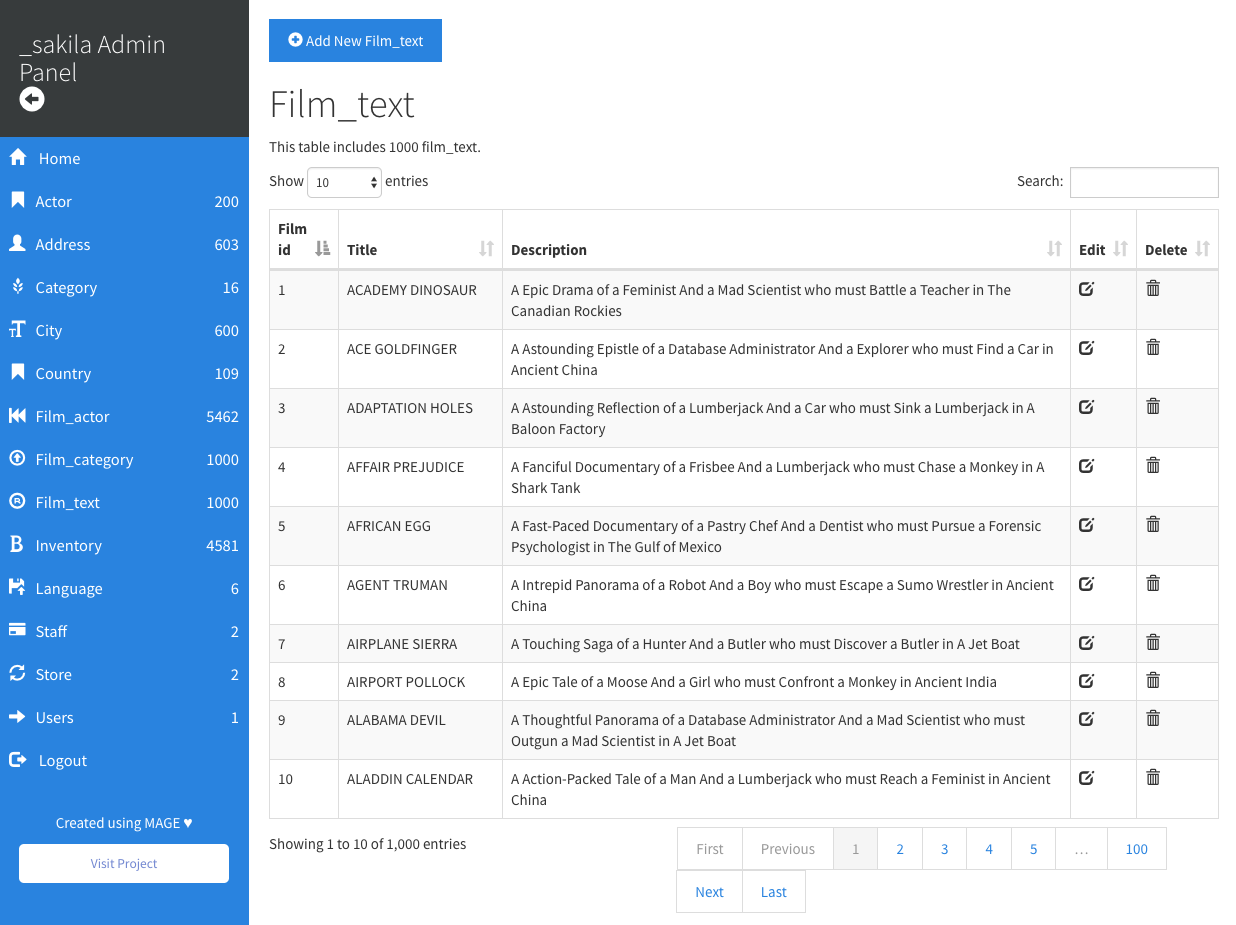 _sakila Admin
Panel
Home
Actor 200
Address 603
Category 16
City 600
Country 109
Film_actor 5462
Film_category 1000
Film_text 1000
Inventory 4581
Language 6
Staff 2
Store 2
Users 1
Logout
Created using MAGE ♥
Visit Project
Add New Film_text
Film_text
This table includes 1000 film_text.
Show 10 entries
Search:
Film
id Title Description Edit Delete
1 ACADEMY DINOSAUR A Epic Drama of a Feminist And a Mad Scientist who must Battle a Teacher in The
Canadian Rockies
2 ACE GOLDFINGER A Astounding Epistle of a Database Administrator And a Explorer who must Find a Car in
Ancient China
3 ADAPTATION HOLES A Astounding Reflection of a Lumberjack And a Car who must Sink a Lumberjack in A
Baloon Factory
4 AFFAIR PREJUDICE A Fanciful Documentary of a Frisbee And a Lumberjack who must Chase a Monkey in A
Shark Tank
5 AFRICAN EGG A Fast-Paced Documentary of a Pastry Chef And a Dentist who must Pursue a Forensic
Psychologist in The Gulf of Mexico
6 AGENT TRUMAN A Intrepid Panorama of a Robot And a Boy who must Escape a Sumo Wrestler in Ancient
China
7 AIRPLANE SIERRA A Touching Saga of a Hunter And a Butler who must Discover a Butler in A Jet Boat
8 AIRPORT POLLOCK A Epic Tale of a Moose And a Girl who must Confront a Monkey in Ancient India
9 ALABAMA DEVIL A Thoughtful Panorama of a Database Administrator And a Mad Scientist who must
Outgun a Mad Scientist in A Jet Boat
10 ALADDIN CALENDAR A Action-Packed Tale of a Man And a Lumberjack who must Reach a Feminist in Ancient
China
Showing 1 to 10 of 1,000 entries
First Previous 1 2 3 4 5 … 100
Next Last